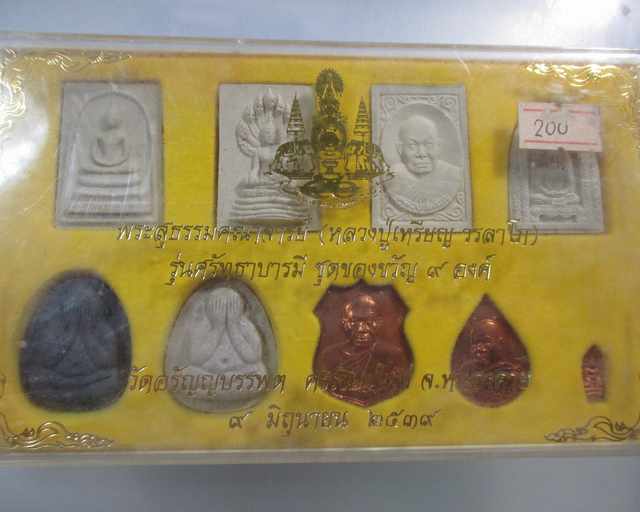 200
พระสุธรรมคณาจารย์ (หลวงปู่เหรียญ วรลาโภ)
รุ่นศรัทธาบารมี ชุดของขวัญ ๙ องค์
วัดอรัญญบรรพต จ.
๙ มิถุนายน ๒๕๓๙